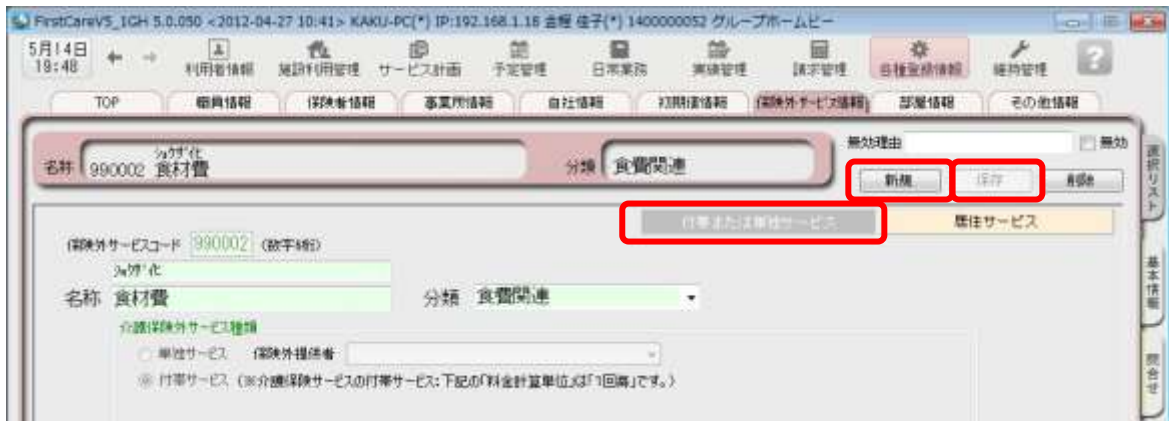 FirstCareV5_1GH 5.0.050 <2012-04-27 10:41> KAKU-PC(*) IP:192.168.1.16 金程 佳子(*) 1400000052 グループホームビー
5月14日
19:48
利用者情報 施設利用管理 サービス計画 予定管理 日常業務 実績管理 請求管理 各種登録情報 維持管理 ?
TOP 職員情報 保険者情報 事業所情報 自社情報 初期値情報 保険外サービス情報 部屋情報 その他情報
無効理由 無効
ショクザイヒ
名称 990002 食材費 分類 食費関連
新規 保存 削除
付帯または単独サービス 居住サービス
保険外サービスコード 990002 (数字6桁)
ショクザイヒ
名称 食材費 分類 食費関連
介護保険外サービス種類
単独サービス 保険外提供者
付帯サービス (※介護保険サービスの付帯サービス:下記の「料金計算単位」は「1回毎」です。)
選択リスト
基本情報
問合せ